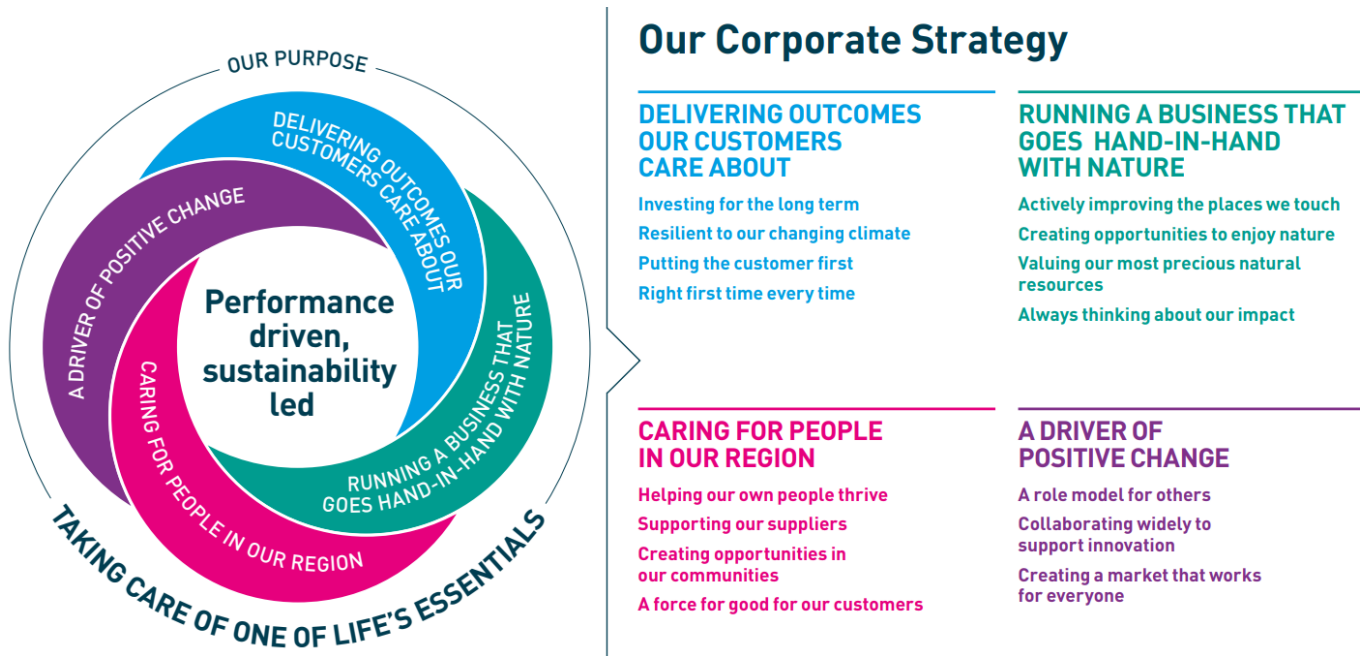 OUR PURPOSE
DELIVERING OUTCOMES OUR
CUSTOMERS CARE ABOUT
RUNNING A BUSINESS THAT
GOES HAND-IN-HAND WITH NATURE
CARING FOR PEOPLE IN OUR REGION
A DRIVER OF POSITIVE CHANGE
Performance
driven,
sustainability
led
TAKING CARE OF ONE OF LIFE'S ESSENTIALS
Our Corporate Strategy
DELIVERING OUTCOMES
OUR CUSTOMERS
CARE ABOUT
Investing for the long term
Resilient to our changing climate
Putting the customer first
Right first time every time
RUNNING A BUSINESS THAT
GOES HAND-IN-HAND
WITH NATURE
Actively improving the places we touch
Creating opportunities to enjoy nature
Valuing our most precious natural
resources
Always thinking about our impact
CARING FOR PEOPLE
IN OUR REGION
Helping our own people thrive
Supporting our suppliers
Creating opportunities in
our communities
A force for good for our customers
A DRIVER OF
POSITIVE CHANGE
A role model for others
Collaborating widely to
support innovation
Creating a market that works
for everyone